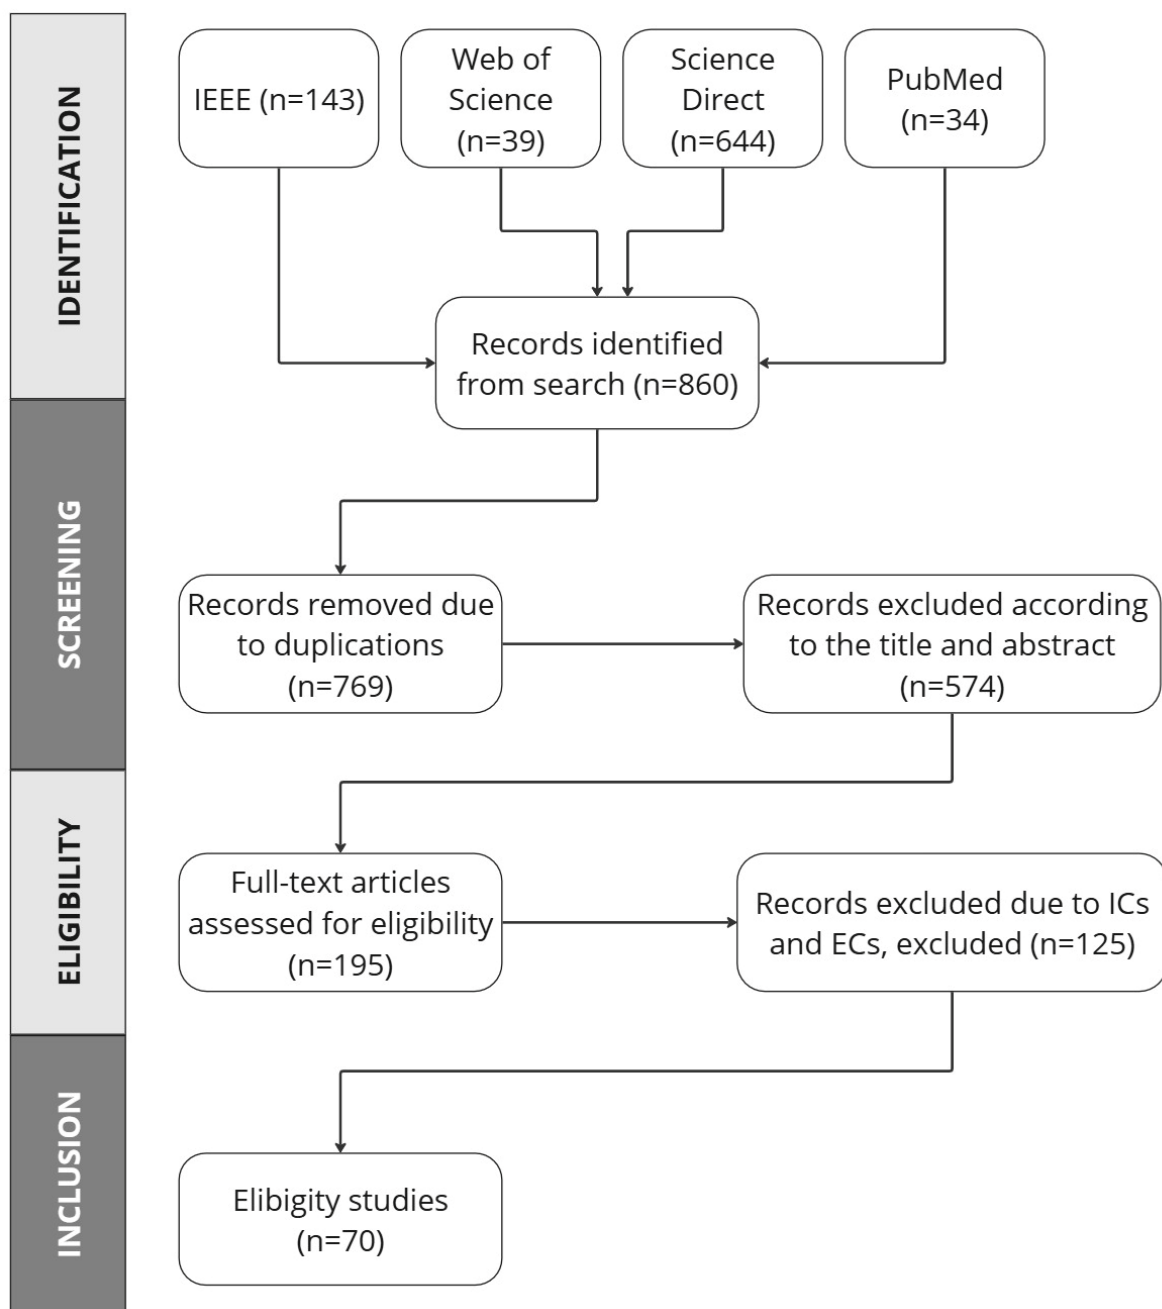 IDENTIFICATION
IEEE (n=143)
Web of
Science
(n=39)
Science
Direct
(n=644)
PubMed
(n=34)
Records identified
from search (n=860)
SCREENING
Records removed due
to duplications
(n=769)
Records excluded according
to the title and abstract
(n=574)
ELIGIBILITY
Full-text articles
assessed for eligibility
(n=195)
Records excluded due to ICs
and ECs, excluded (n=125)
INCLUSION
Elibigity studies
(n=70)